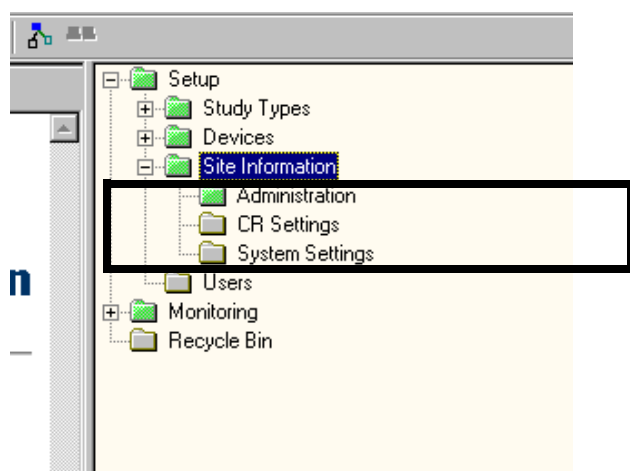 Setup
Study Types
Devices
Site Information
Administration
CR Settings
System Settings
n
Users
Monitoring
Recycle Bin